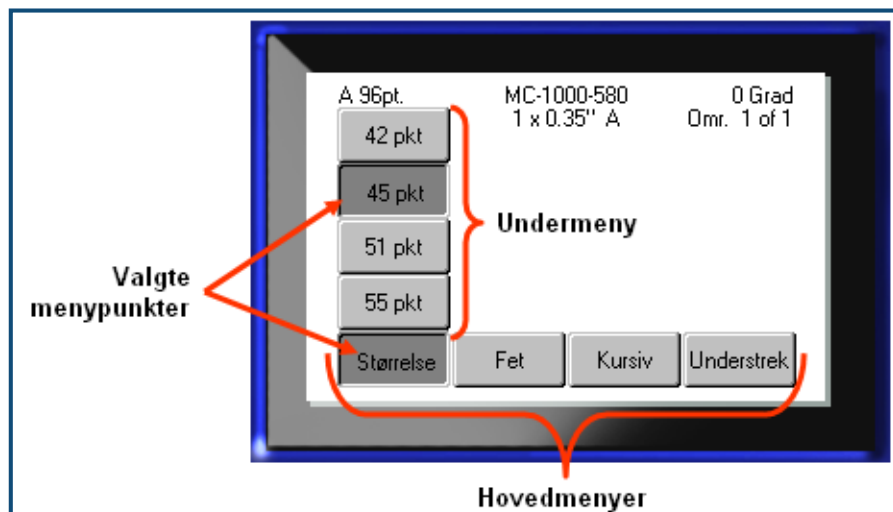 A 96pt. MC-1000-580 0 Grad
1 x 0.35" A Omr. 1 of 1
42 pkt
45 pkt
Undermeny
51 pkt
Valgte
menypunkter
55 pkt
Størrelse Fet Kursiv Understrek
Hovedmenyer